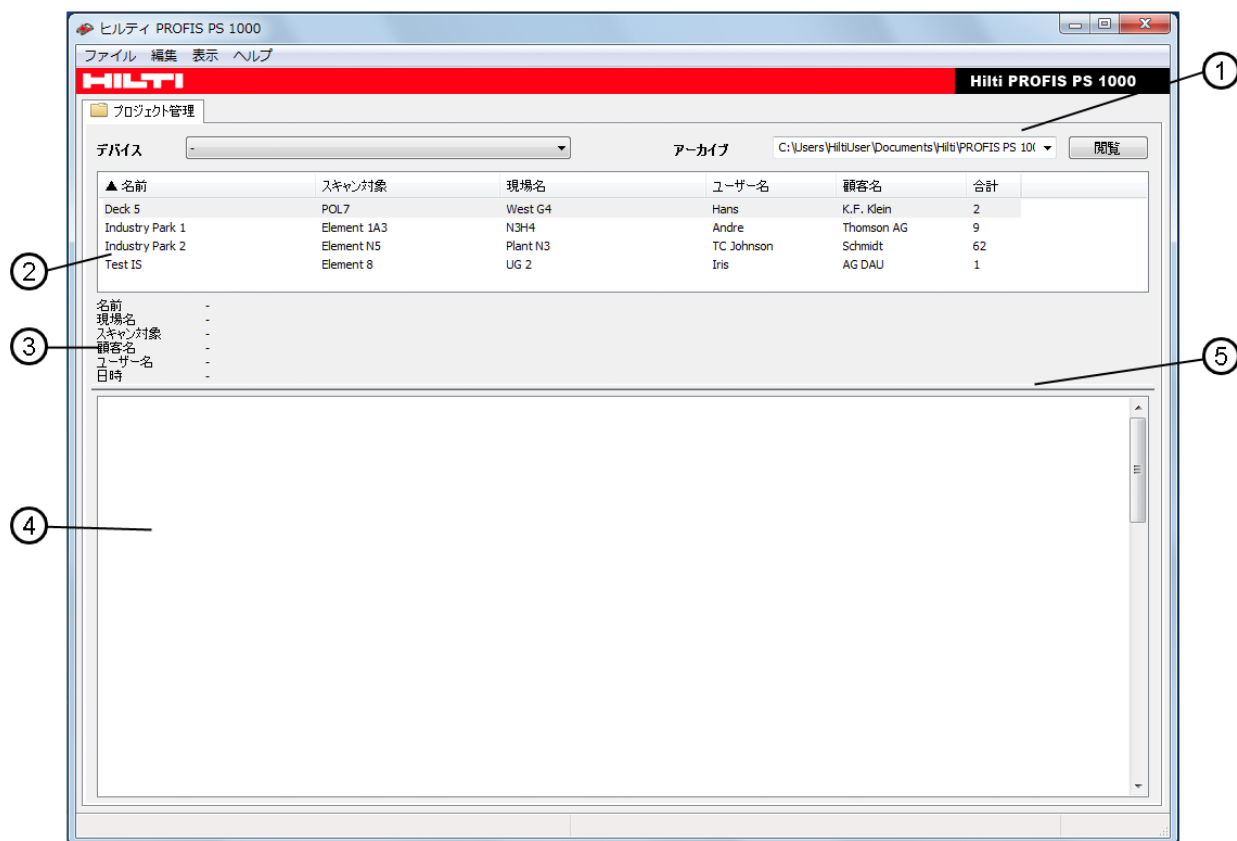 ヒルティ PROFIS PS 1000
ファイル 編集 表示 ヘルプ
HILTI Hilti PROFIS PS 1000
1
プロジェクト管理
デバイス - アーカイブ C:\Users\HiltiUser\Documents\Hilti\PROFIS PS 10( 閲覧
▲ 名前 スキャン対象 現場名 ユーザー名 顧客名 合計
Deck 5 POL7 West G4 Hans K.F. Klein 2
Industry Park 1 Element 1A3 N3H4 Andre Thomson AG 9
Industry Park 2 Element N5 Plant N3 TC Johnson Schmidt 62
2
Test IS Element 8 UG 2 Iris AG DAU 1
名前 -
現場名 -
スキャン対象 -
3
顧客名 -
ユーザー名 -
5
日時 -
4